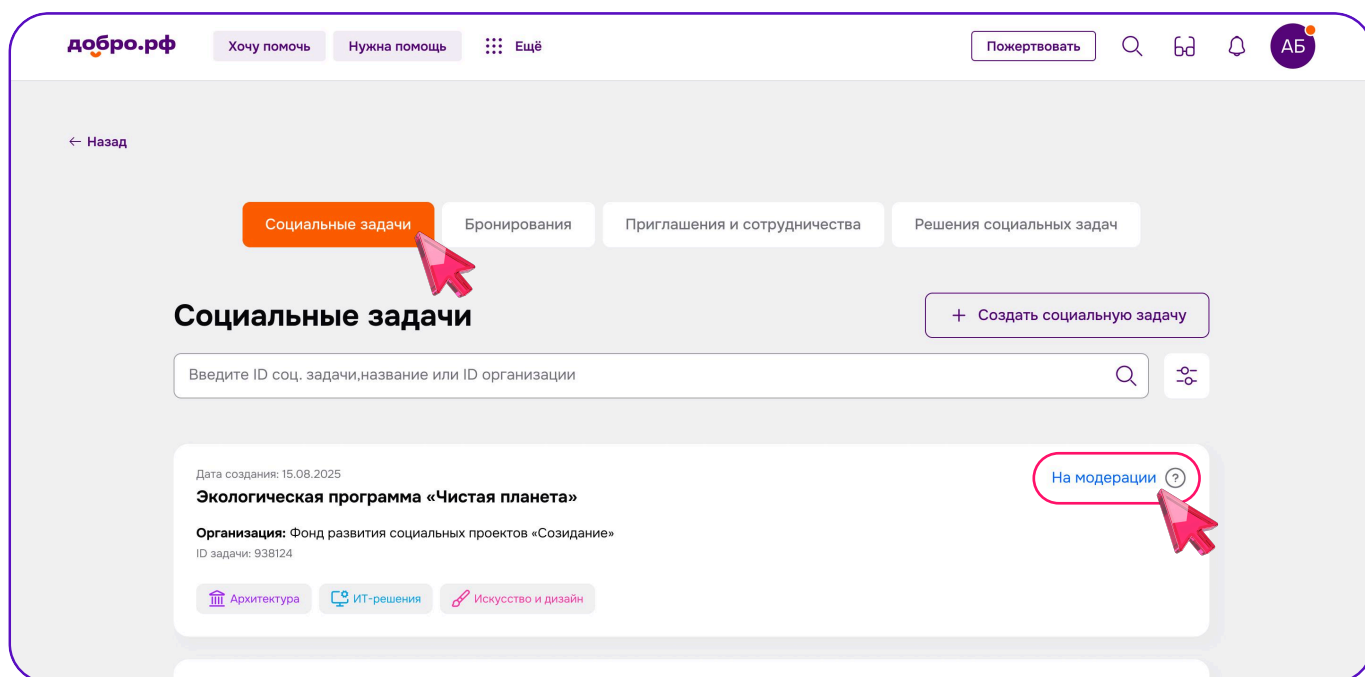 добро.рф Хочу помочь Нужна помощь Ещё Пожертвовать АБ
← Назад
Социальные задачи Бронирования Приглашения и сотрудничества Решения социальных задач
Социальные задачи + Создать социальную задачу
Введите ID соц. задачи,название или ID организации
Дата создания: 15.08.2025 На модерации ?
Экологическая программа «Чистая планета»
Организация: Фонд развития социальных проектов «Созидание»
ID задачи: 938124
Архитектура ИТ-решения Искусство и дизайн